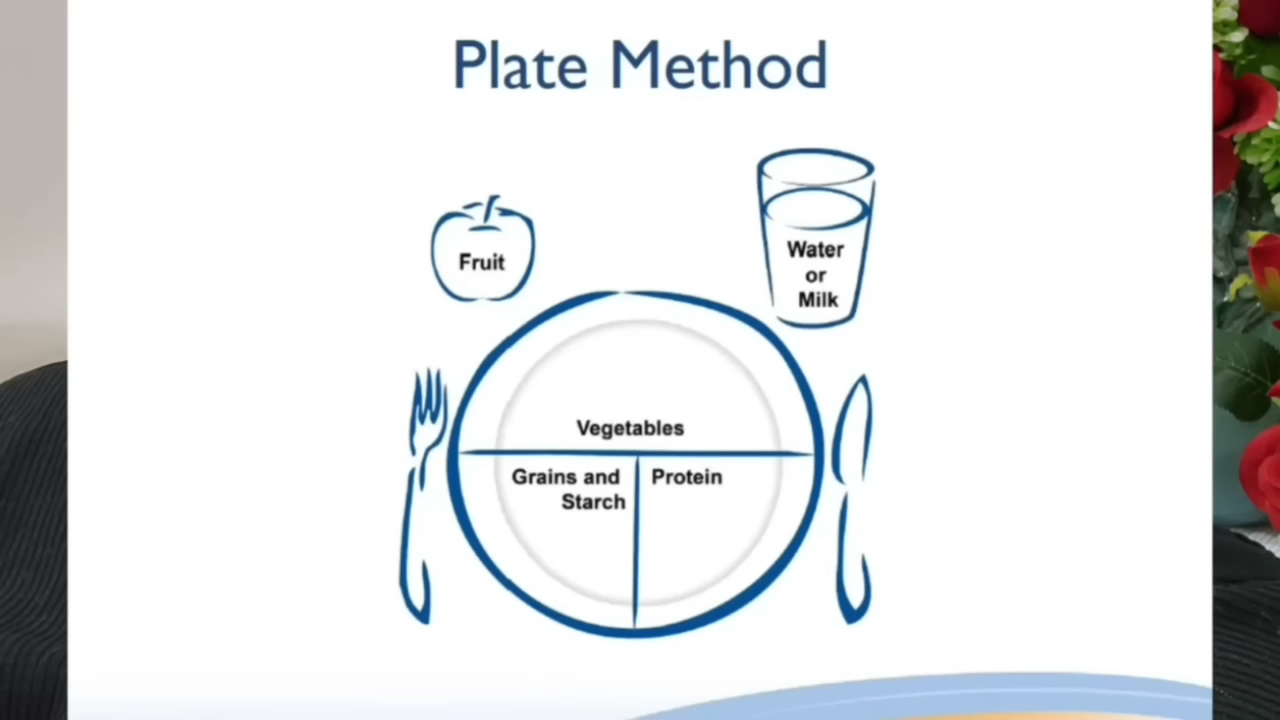 Plate Method
Fruit
Water
or
Milk
Vegetables
Grains and
Starch
Protein